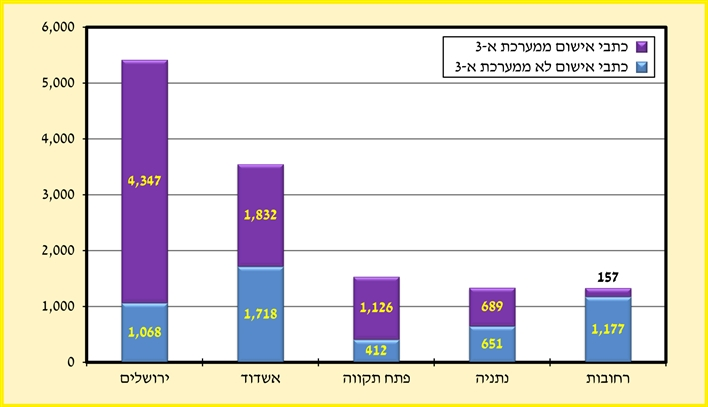 6,000
5,000
4,000
3,000
2,000
1,000
0
כתבי אישום ממערכת א-3
כתבי אישום לא ממערכת א-3
4,347
1,068
1,832
1,718
1,126
412
689
651
157
1,177
ירושלים
אשדוד
פתח תקווה
נתניה
רחובות